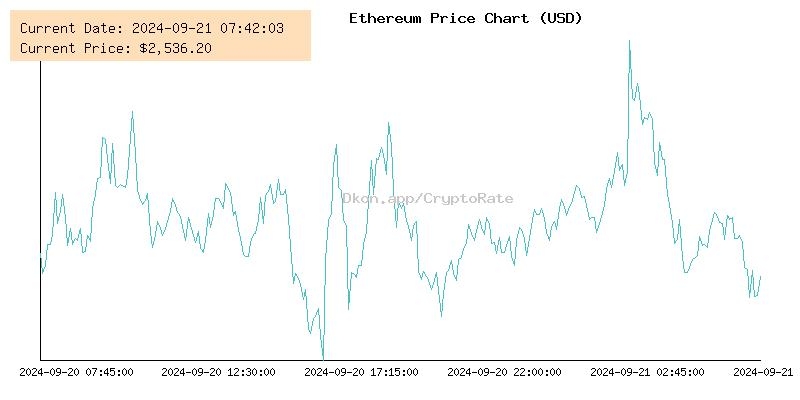 Ethereum Price Chart (USD)
Current Date: 2024-09-21 07:42:03
Current Price: $2,536.20
Dkon.app/CryptoRate
2024-09-20 07:45:00 2024-09-20 12:30:00 2024-09-20 17:15:00 2024-09-20 22:00:00 2024-09-21 02:45:00 2024-09-21